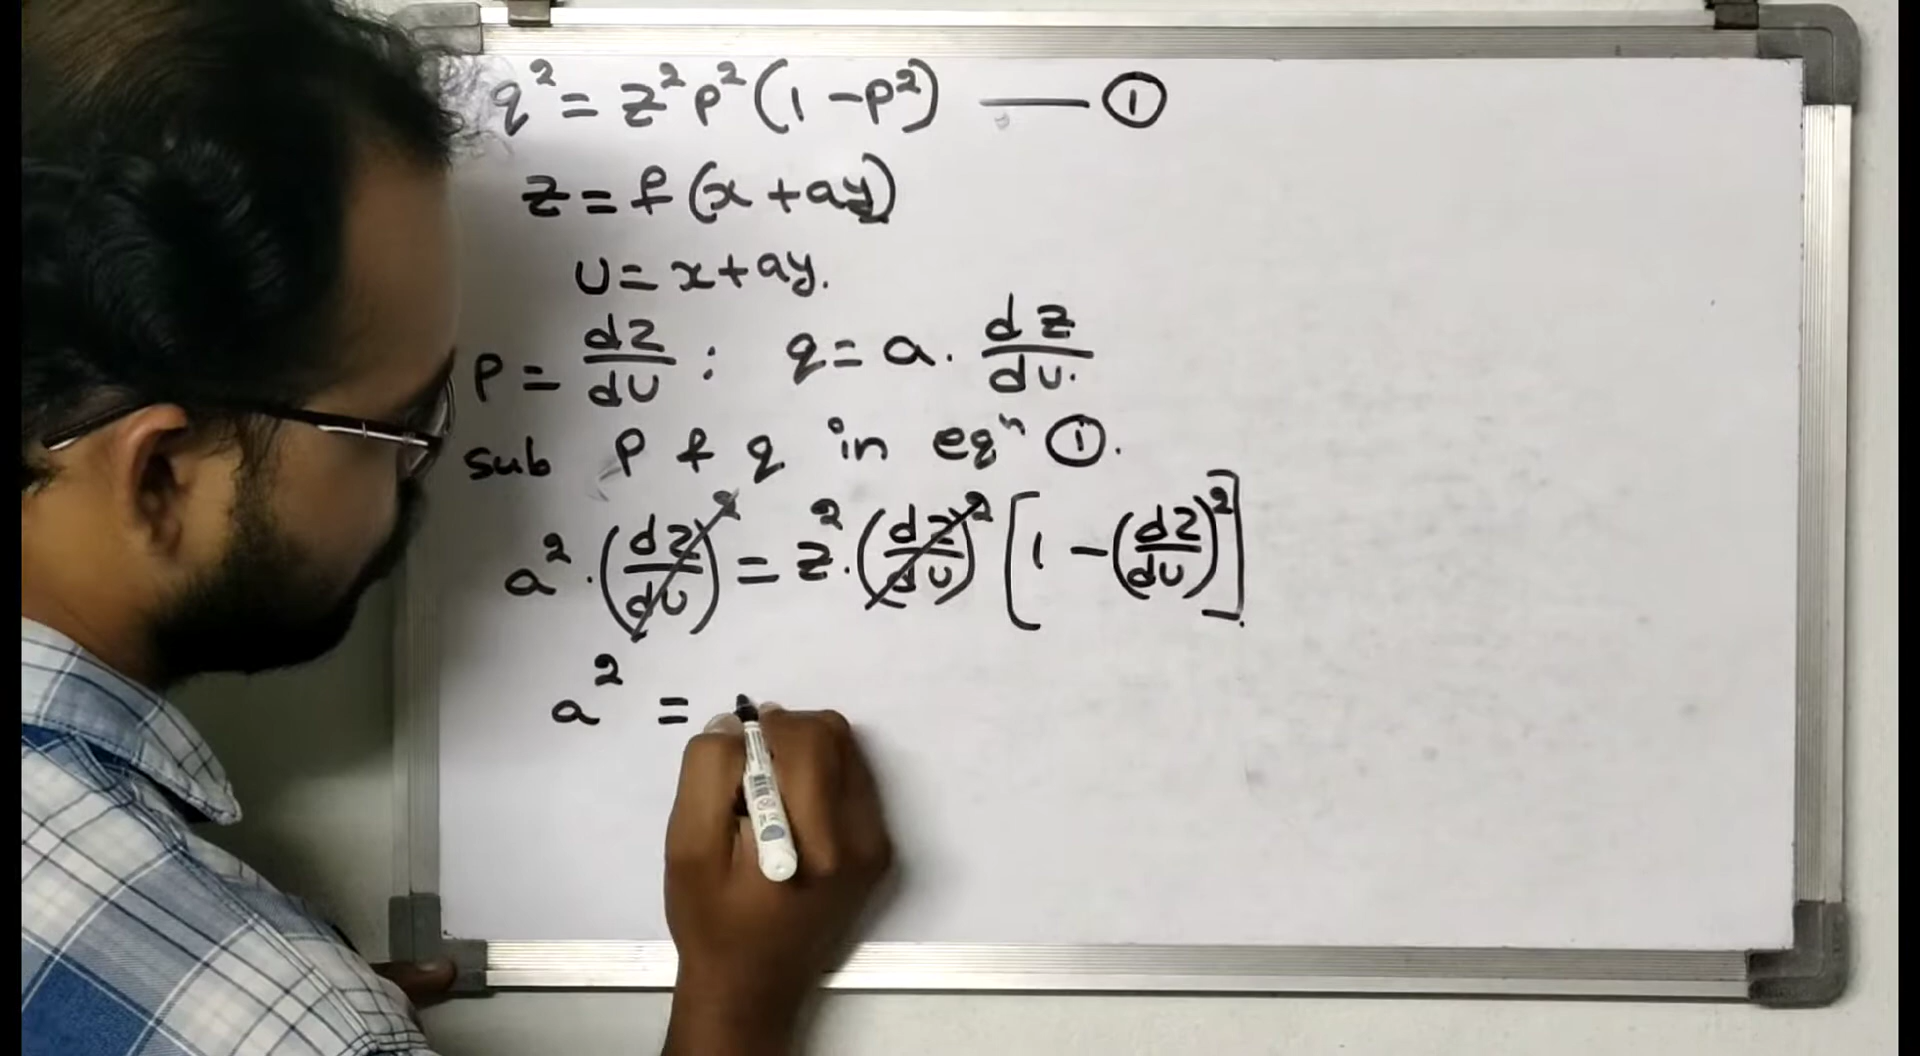 q² = z²p²(1-p²) —— ①
z = f(x+ay)
u = x+ay.
p = dz/du : q = a. dz/du.
sub p & q in eqⁿ ①.
a².(dz/du)² = z².(dz/du)² [1-(dz/du)²].
a² =